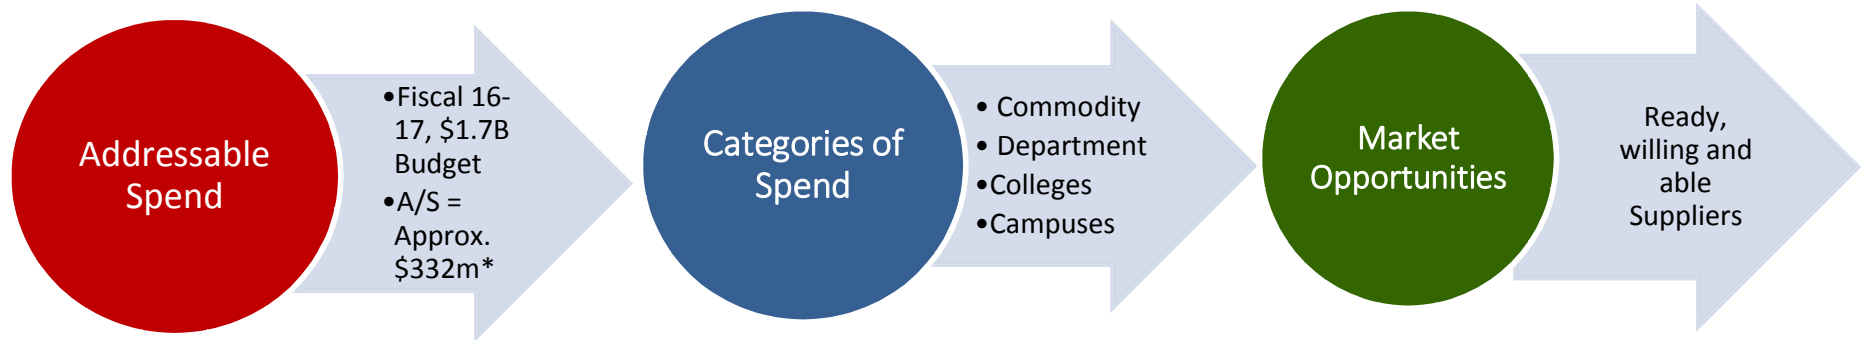 Addressable
Spend
•Fiscal 16-
17, $1.7B
Budget
•A/S =
Approx.
$332m*
Categories of
Spend
• Commodity
• Department
•Colleges
•Campuses
Market
Opportunities
Ready,
willing and
able
Suppliers